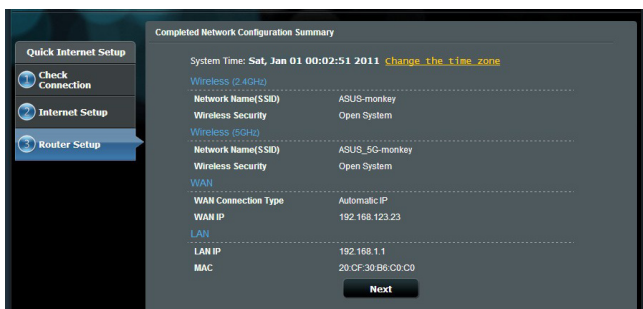 Completed Network Configuration Summary
Quick Internet Setup
1 Check Connection
2 Internet Setup
3 Router Setup
System Time: Sat, Jan 01 00:02:51 2011 Change the time zone
Wireless (2.4GHz)
Network Name(SSID) ASUS-monkey
Wireless Security Open System
Wireless (5GHz)
Network Name(SSID) ASUS_5G-monkey
Wireless Security Open System
WAN
WAN Connection Type Automatic IP
WAN IP 192.168.123.23
LAN
LAN IP 192.168.1.1
MAC 20:CF:30:B6:C0:C0
Next